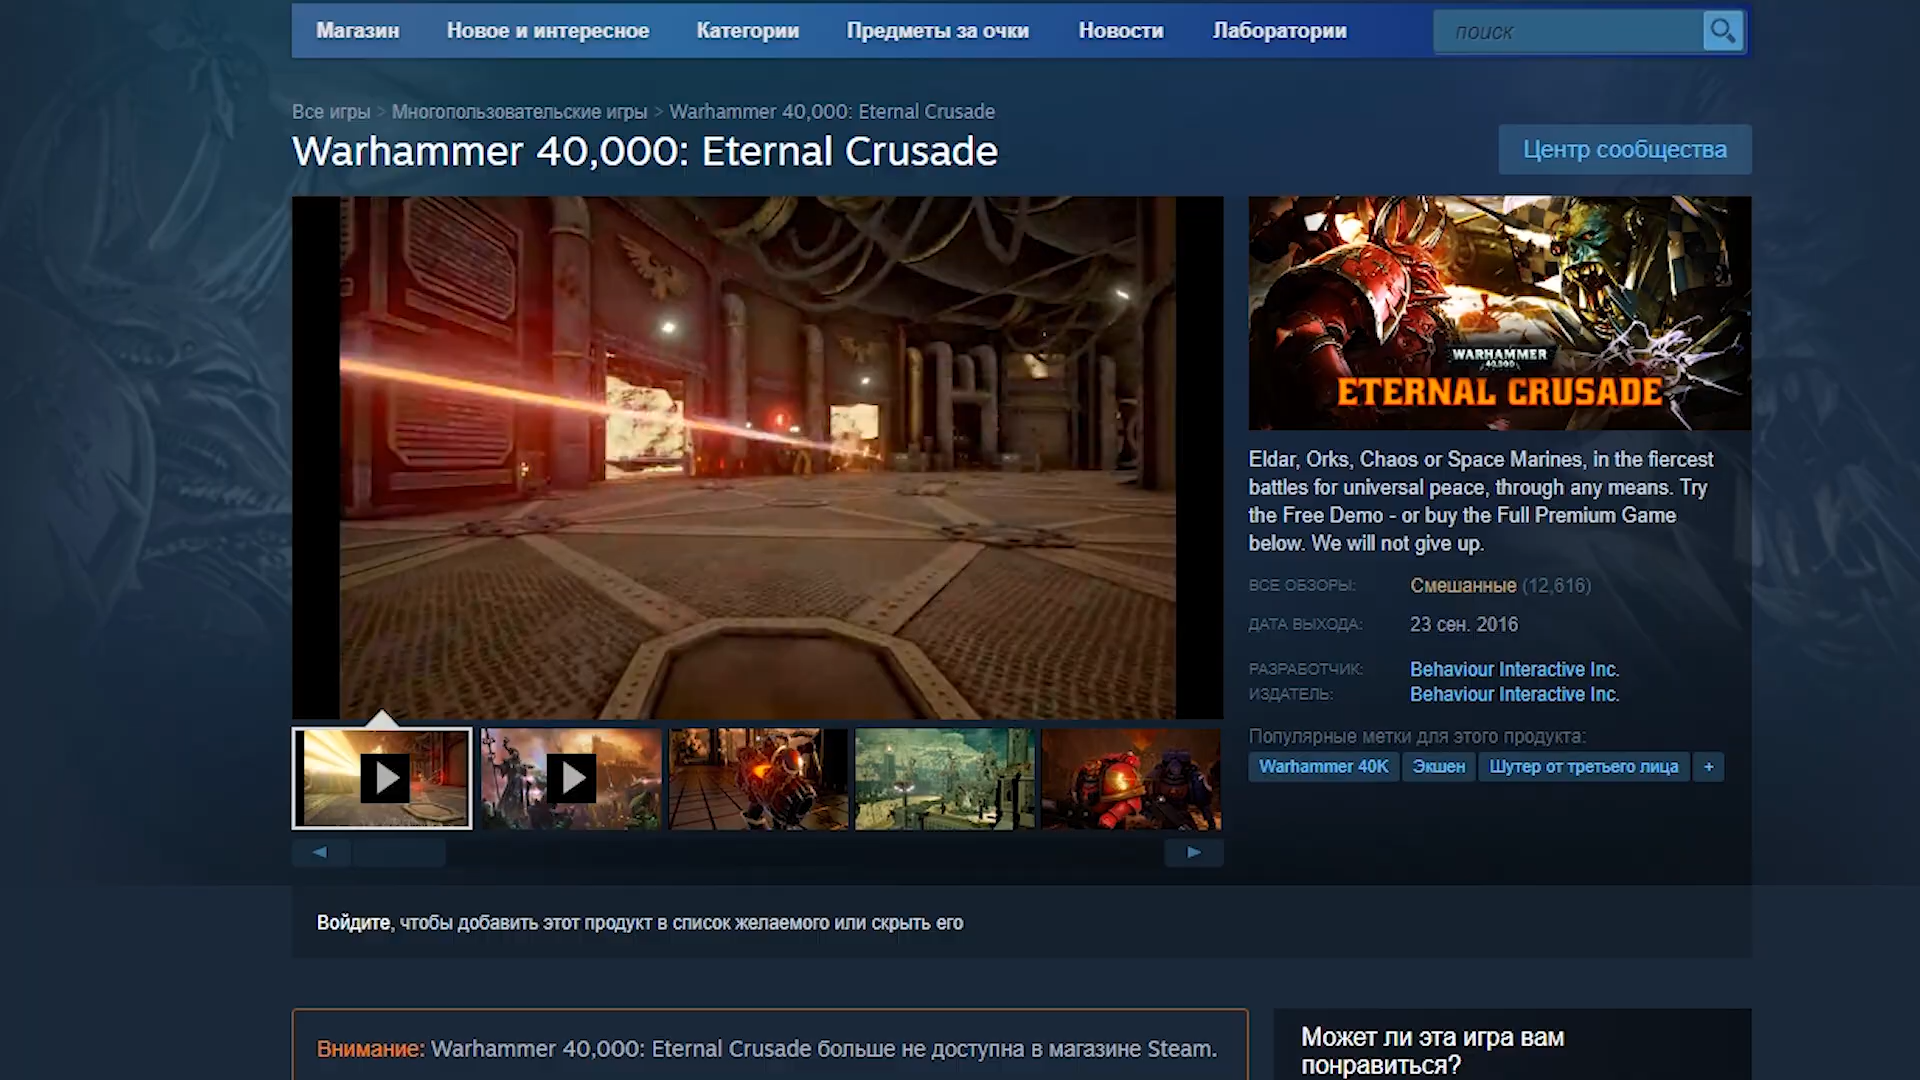 Магазин Новое и интересное Категории Предметы за очки Новости Лаборатории поиск
Все игры > Многопользовательские игры > Warhammer 40,000: Eternal Crusade
Warhammer 40,000: Eternal Crusade
Центр сообщества
WARHAMMER
40,000
ETERNAL CRUSADE
Eldar, Orks, Chaos or Space Marines, in the fiercest
battles for universal peace, through any means. Try
the Free Demo - or buy the Full Premium Game
below. We will not give up.
ВСЕ ОБЗОРЫ: Смешанные (12,616)
ДАТА ВЫХОДА: 23 сен. 2016
РАЗРАБОТЧИК: Behaviour Interactive Inc.
ИЗДАТЕЛЬ: Behaviour Interactive Inc.
Популярные метки для этого продукта:
Warhammer 40K Экшен Шутер от третьего лица +
Войдите, чтобы добавить этот продукт в список желаемого или скрыть его
Внимание: Warhammer 40,000: Eternal Crusade больше не доступна в магазине Steam.
Может ли эта игра вам
понравиться?